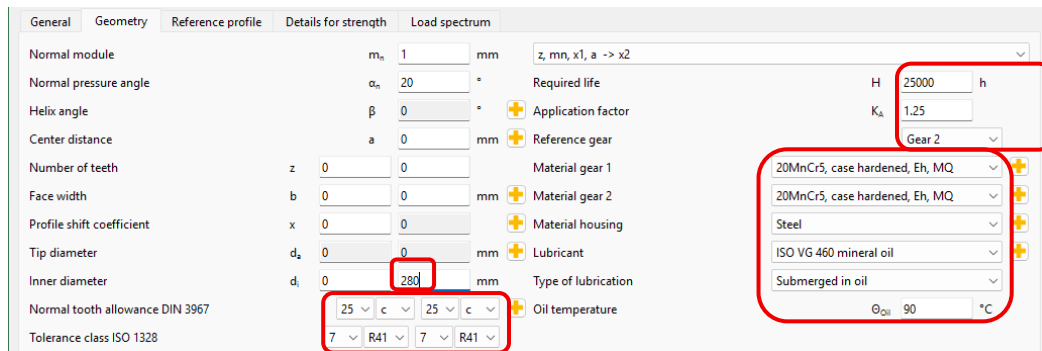 General Geometry Reference profile Details for strength Load spectrum
Normal module mₙ 1 mm z, mn, x1, a -> x2
Normal pressure angle αₙ 20 ° Required life H 25000 h
Helix angle β 0 ° Application factor K_A 1.25
Center distance a 0 mm Reference gear Gear 2
Number of teeth z 0 0 Material gear 1 20MnCr5, case hardened, Eh, MQ
Face width b 0 0 mm Material gear 2 20MnCr5, case hardened, Eh, MQ
Profile shift coefficient x 0 0 Material housing Steel
Tip diameter dₐ 0 0 mm Lubricant ISO VG 460 mineral oil
Inner diameter dᵢ 0 280 mm Type of lubrication Submerged in oil
Normal tooth allowance DIN 3967 25 c 25 c Oil temperature Θ_Oil 90 °C
Tolerance class ISO 1328 7 R41 7 R41